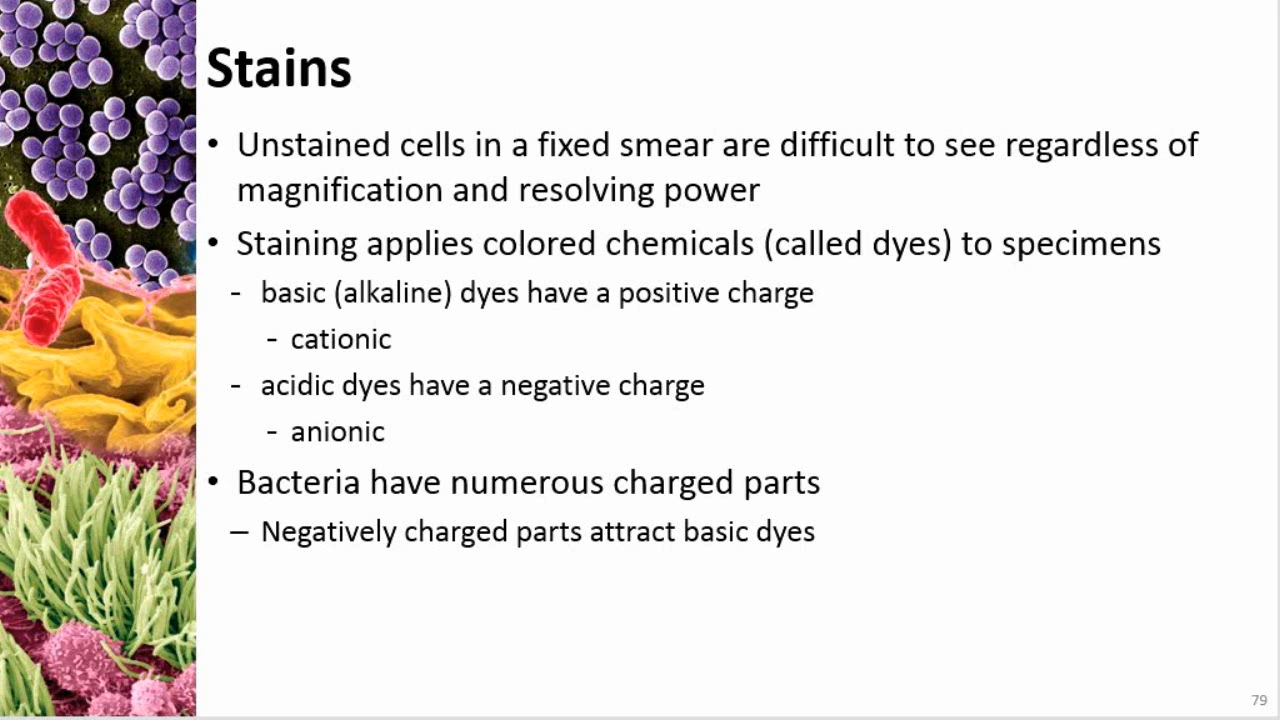 Stains
• Unstained cells in a fixed smear are difficult to see regardless of
magnification and resolving power
• Staining applies colored chemicals (called dyes) to specimens
- basic (alkaline) dyes have a positive charge
- cationic
- acidic dyes have a negative charge
- anionic
• Bacteria have numerous charged parts
– Negatively charged parts attract basic dyes
79